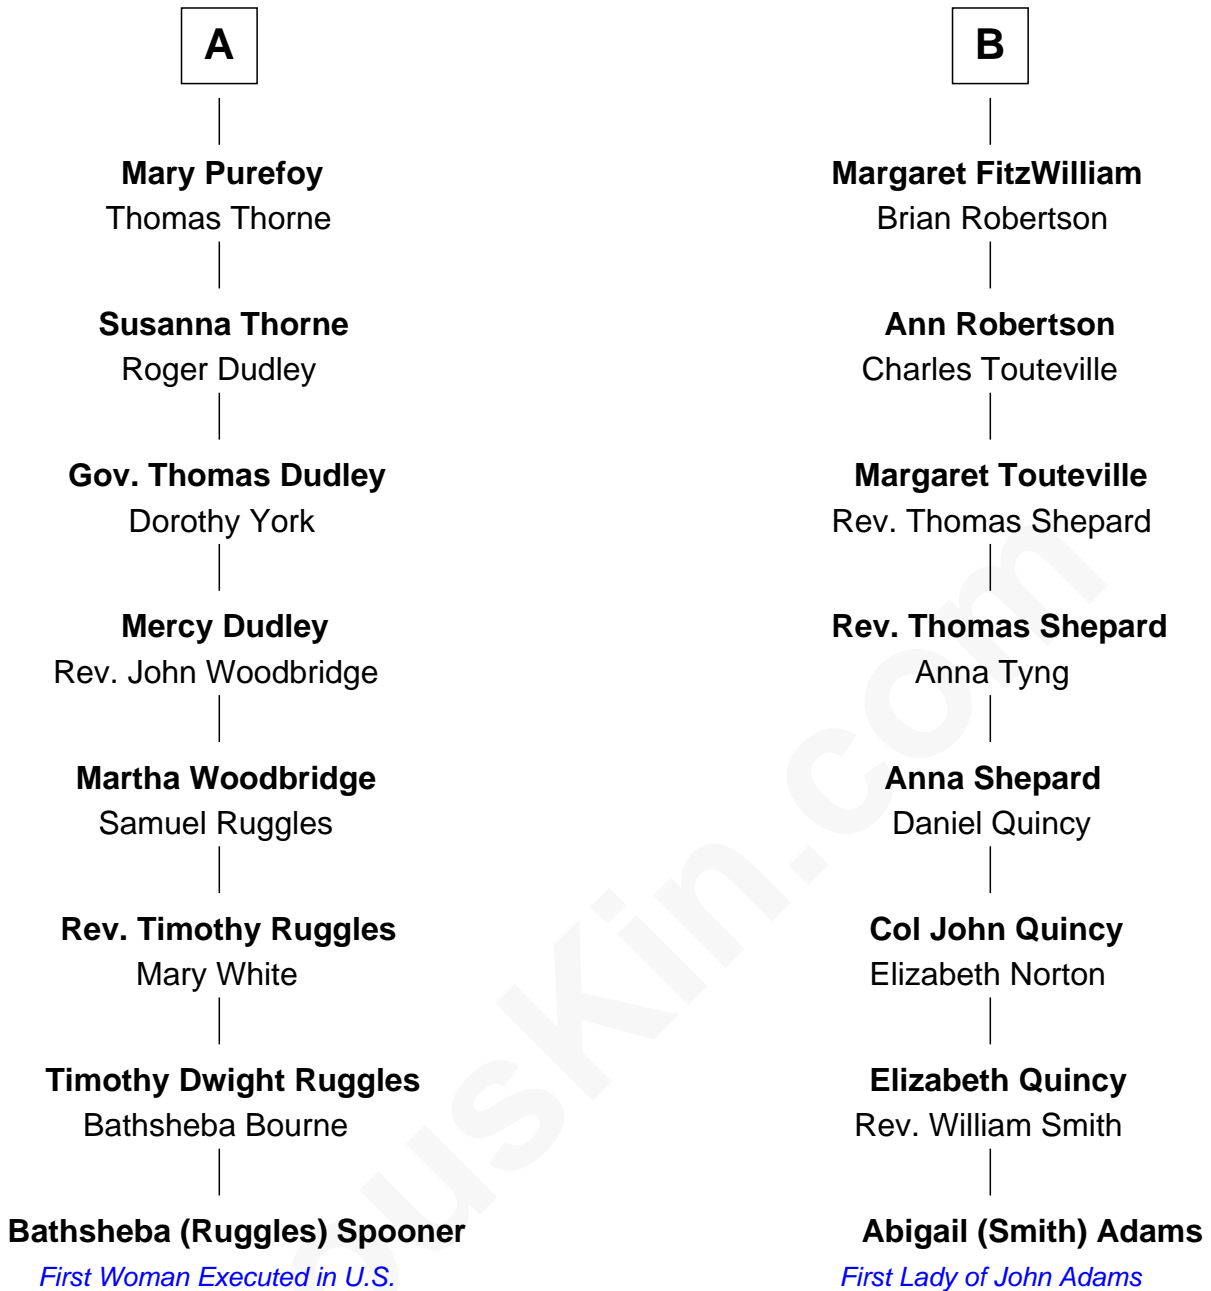 A
Mary Purefoy
Thomas Thorne
Susanna Thorne
Roger Dudley
Gov. Thomas Dudley
Dorothy York
Mercy Dudley
Rev. John Woodbridge
Martha Woodbridge
Samuel Ruggles
Rev. Timothy Ruggles
Mary White
Timothy Dwight Ruggles
Bathsheba Bourne
Bathsheba (Ruggles) Spooner
First Woman Executed in U.S.
B
Margaret FitzWilliam
Brian Robertson
Ann Robertson
Charles Touteville
Margaret Touteville
Rev. Thomas Shepard
Rev. Thomas Shepard
Anna Tyng
Anna Shepard
Daniel Quincy
Col John Quincy
Elizabeth Norton
Elizabeth Quincy
Rev. William Smith
Abigail (Smith) Adams
First Lady of John Adams
ousKin.com